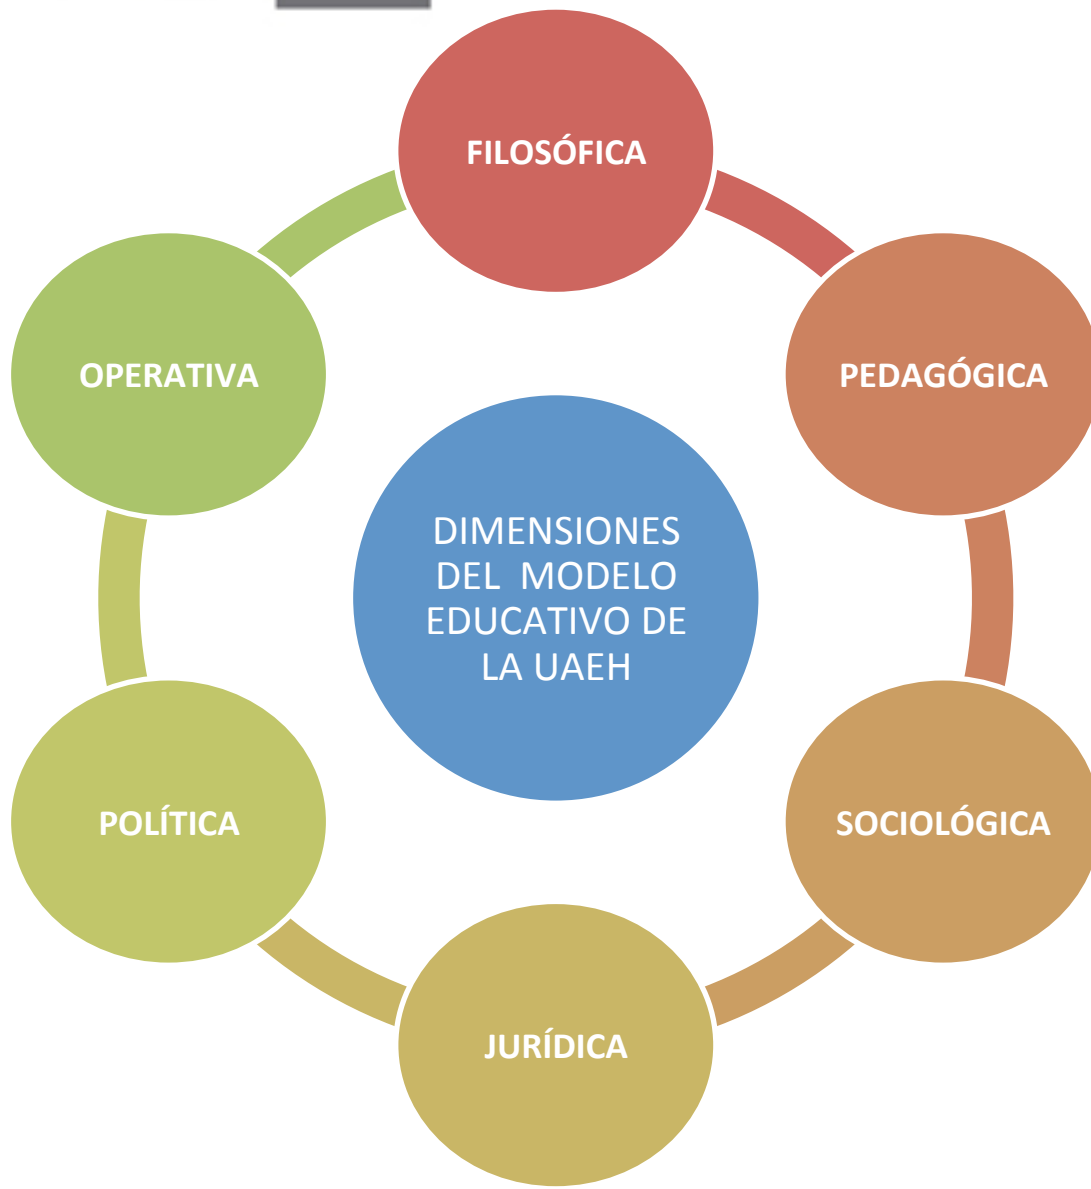 FILOSÓFICA
PEDAGÓGICA
SOCIOLÓGICA
JURÍDICA
POLÍTICA
OPERATIVA
DIMENSIONES
DEL MODELO
EDUCATIVO DE
LA UAEH